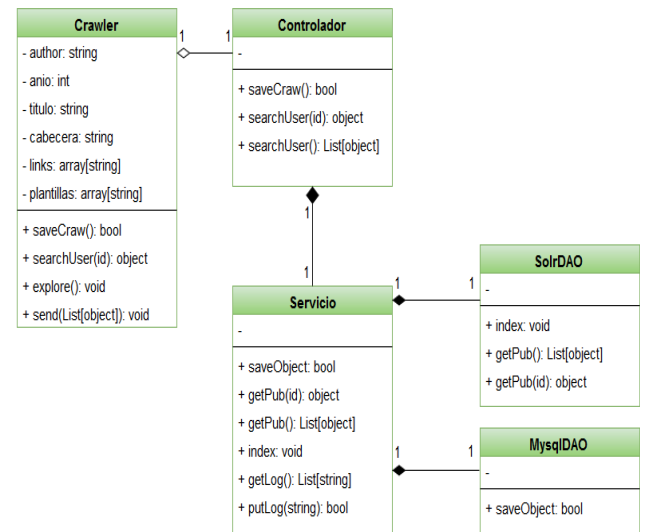 Crawler
- author: string
- anio: int
- titulo: string
- cabecera: string
- links: array[string]
- plantillas: array[string]
+ saveCraw(): bool
+ searchUser(id): object
+ explore(): void
+ send(List[object]): void
1
1
Controlador
-
+ saveCraw(): bool
+ searchUser(id): object
+ searchUser(): List[object]
1
1
Servicio
-
+ saveObject: bool
+ getPub(id): object
+ getPub(): List[object]
+ index: void
+ getLog(): List[string]
+ putLog(string): bool
1
1
SolrDAO
-
+ index: void
+ getPub(): List[object]
+ getPub(id): object
1
1
MysqlDAO
-
+ saveObject: bool